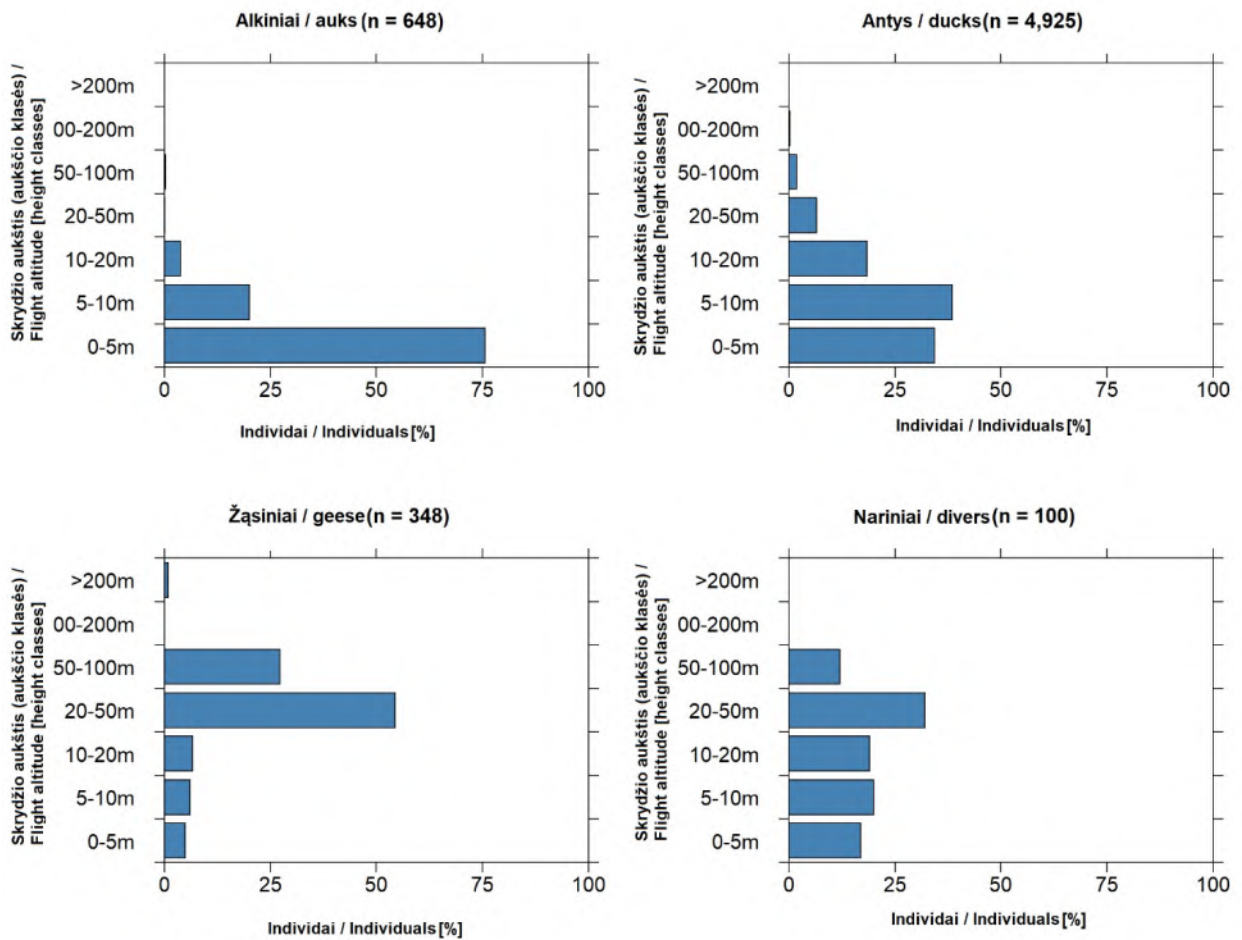 Alkiniai / auks (n = 648)
Skrydžio aukštis (aukščio klasės) /
Flight altitude [height classes]
>200m
00-200m
50-100m
20-50m
10-20m
5-10m
0-5m
0 25 50 75 100
Individai / Individuals [%]
Antys / ducks (n = 4,925)
Skrydžio aukštis (aukščio klasės) /
Flight altitude [height classes]
>200m
00-200m
50-100m
20-50m
10-20m
5-10m
0-5m
0 25 50 75 100
Individai / Individuals [%]
Žąsiniai / geese (n = 348)
Skrydžio aukštis (aukščio klasės) /
Flight altitude [height classes]
>200m
00-200m
50-100m
20-50m
10-20m
5-10m
0-5m
0 25 50 75 100
Individai / Individuals [%]
Nariniai / divers (n = 100)
Skrydžio aukštis (aukščio klasės) /
Flight altitude [height classes]
>200m
00-200m
50-100m
20-50m
10-20m
5-10m
0-5m
0 25 50 75 100
Individai / Individuals [%]